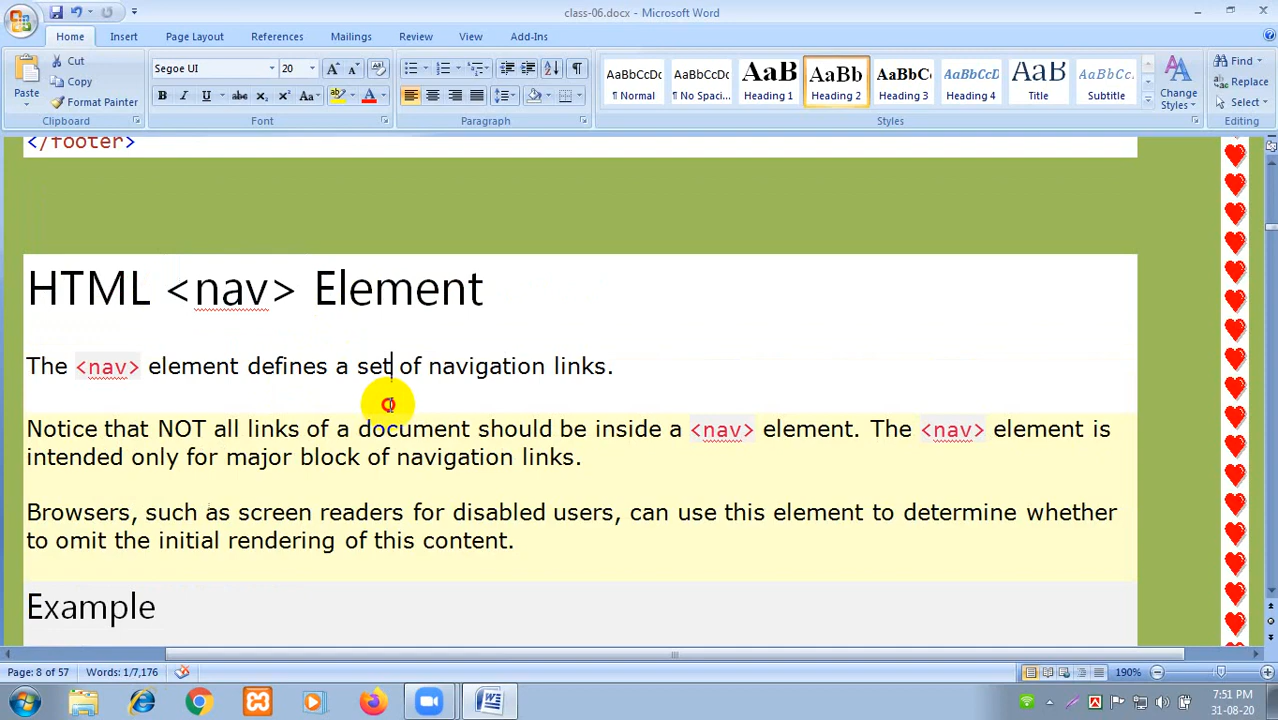 class-06.docx - Microsoft Word
Home Insert Page Layout References Mailings Review View Add-Ins
Paste
Cut
Copy
Format Painter
Clipboard
Segoe UI 20
B I U abc x₂ x² Aa A
Font
Paragraph
AaBbCcDc AaBbCcDc AaB AaBb AaBbC AaBbCcD AaB AaBbCcDc
¶ Normal ¶ No Spaci... Heading 1 Heading 2 Heading 3 Heading 4 Title Subtitle
Change
Styles
Styles
Find
Replace
Select
Editing
</footer>
HTML <nav> Element
The <nav> element defines a set of navigation links.
Notice that NOT all links of a document should be inside a <nav> element. The <nav> element is
intended only for major block of navigation links.
Browsers, such as screen readers for disabled users, can use this element to determine whether
to omit the initial rendering of this content.
Example
Page: 8 of 57 Words: 1/7,176 190%
7:51 PM
31-08-20